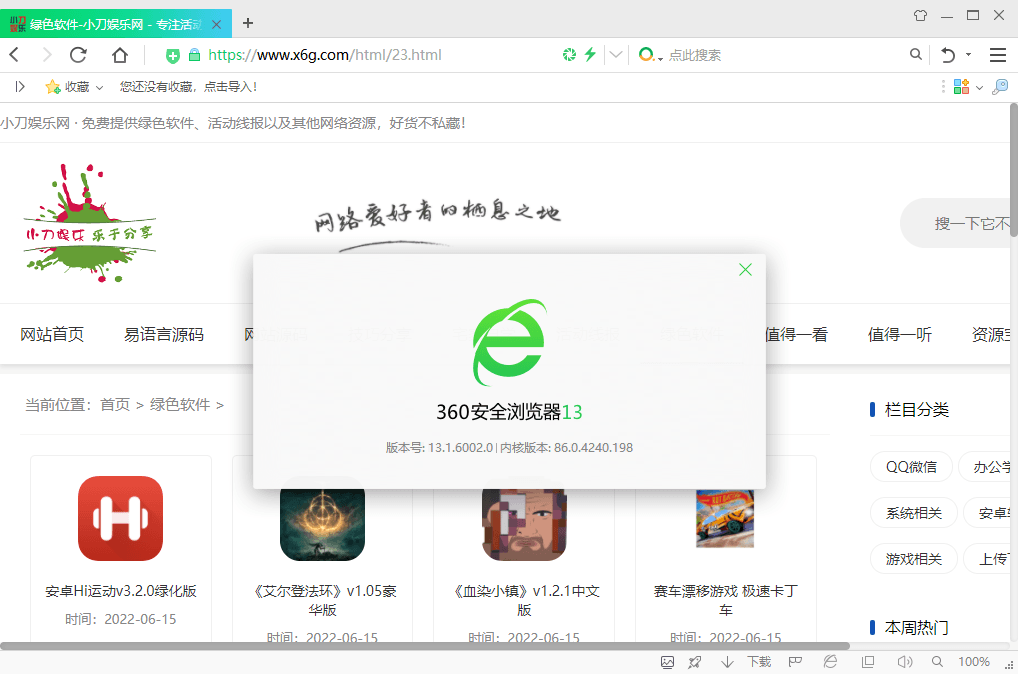 绿色软件-小刀娱乐网 - 专注活动
https://www.x6g.com/html/23.html
点此搜索
收藏
您还没有收藏，点击导入！
小刀娱乐网 · 免费提供绿色软件、活动线报以及其他网络资源，好货不私藏！
小刀娱乐 乐于分享
网络爱好者的栖息之地
搜一下它不
网站首页
易语言源码
值得一看
值得一听
资源宝
360安全浏览器13
版本号: 13.1.6002.0 | 内核版本: 86.0.4240.198
当前位置：首页 > 绿色软件 >
栏目分类
QQ微信
办公学
系统相关
安卓软
游戏相关
上传下
安卓Hi运动v3.2.0绿化版
时间：2022-06-15
《艾尔登法环》v1.05豪
华版
时间：2022-06-15
《血染小镇》v1.2.1中文
版
时间：2022-06-15
赛车漂移游戏 极速卡丁
车
时间：2022-06-15
本周热门
下载
100%